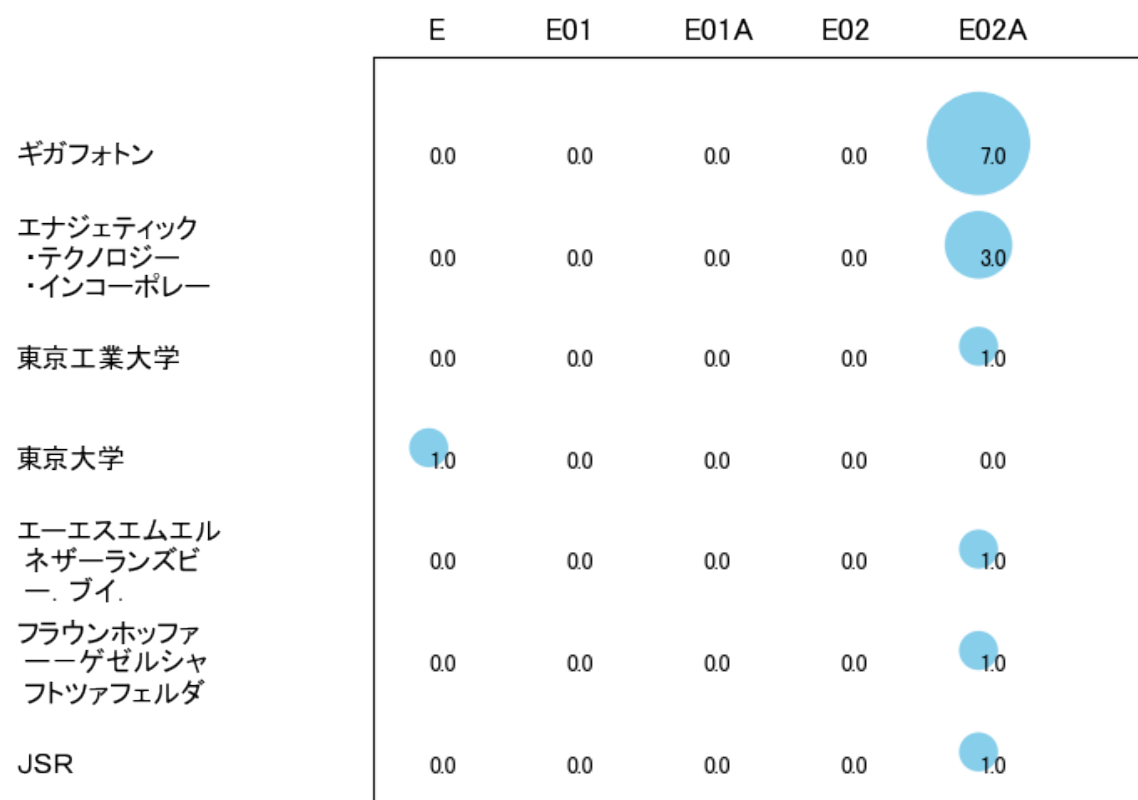 E E01 E01A E02 E02A
ギガフォトン 0.0 0.0 0.0 0.0 7.0
エナジェティック
・テクノロジー 0.0 0.0 0.0 0.0 3.0
・インコーポレー
東京工業大学 0.0 0.0 0.0 0.0 1.0
東京大学 1.0 0.0 0.0 0.0 0.0
エーエスエムエル
ネザーランズビ 0.0 0.0 0.0 0.0 1.0
ー．ブイ．
フラウンホッファ
ーーゲゼルシャ 0.0 0.0 0.0 0.0 1.0
フトツァフェルダ
JSR 0.0 0.0 0.0 0.0 1.0